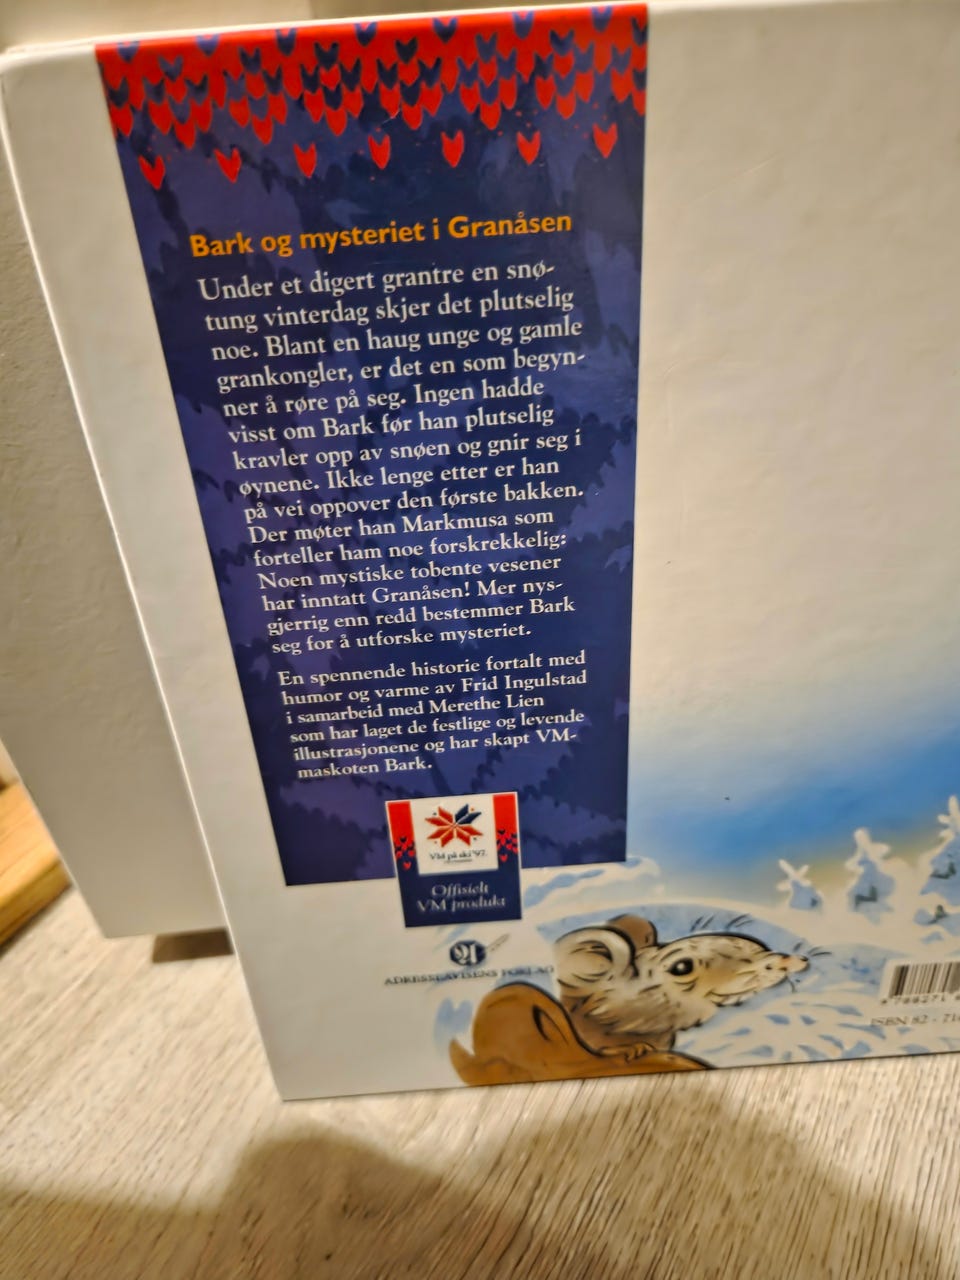 Bark og mysteriet i Granåsen
Under et digert grantre en snø-
tung vinterdag skjer det plutselig
noe. Blant en haug unge og gamle
grankongler, er det en som begyn-
ner å røre på seg. Ingen hadde
visst om Bark før han plutselig
kravler opp av snøen og gnir seg i
øynene. Ikke lenge etter er han
på vei oppover den første bakken.
Der møter han Markmusa som
forteller ham noe forskrekkelig:
Noen mystiske tobente vesener
har inntatt Granåsen! Mer nys-
gjerrig enn redd bestemmer Bark
seg for å utforske mysteriet.
En spennende historie fortalt med
humor og varme av Frid Ingulstad
i samarbeid med Merethe Lien
som har laget de festlige og levende
illustrasjonene og har skapt VM-
maskoten Bark.
VM på ski '97.
Offisielt
VM produkt
ADRESSEAVISENS FORLAG
ISBN 82 -